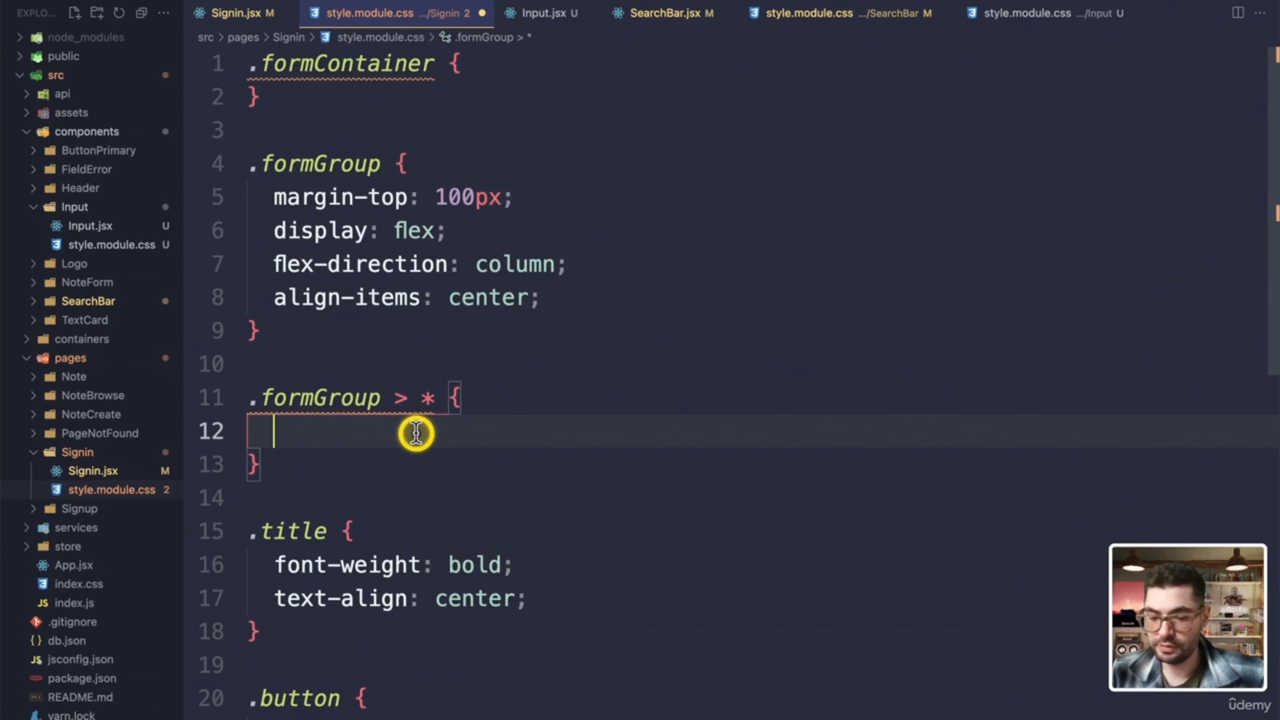 EXPLO...
Signin.jsx M
style.module.css .../Signin 2
Input.jsx U
SearchBar.jsx M
style.module.css .../SearchBar M
style.module.css .../Input U
src > pages > Signin > style.module.css > .formGroup > *
node_modules
public
src
api
assets
components
ButtonPrimary
FieldError
Header
Input
Input.jsx U
style.module.css U
Logo
NoteForm
SearchBar
TextCard
containers
pages
Note
NoteBrowse
NoteCreate
PageNotFound
Signin
Signin.jsx M
style.module.css 2
Signup
services
store
App.jsx
index.css
JS index.js
.gitignore
db.json
jsconfig.json
package.json
README.md
yarn.lock
1 .formContainer {
2 }
3
4 .formGroup {
5 margin-top: 100px;
6 display: flex;
7 flex-direction: column;
8 align-items: center;
9 }
10
11 .formGroup > * {
12
13 }
14
15 .title {
16 font-weight: bold;
17 text-align: center;
18 }
19
20 .button {
ûdemy